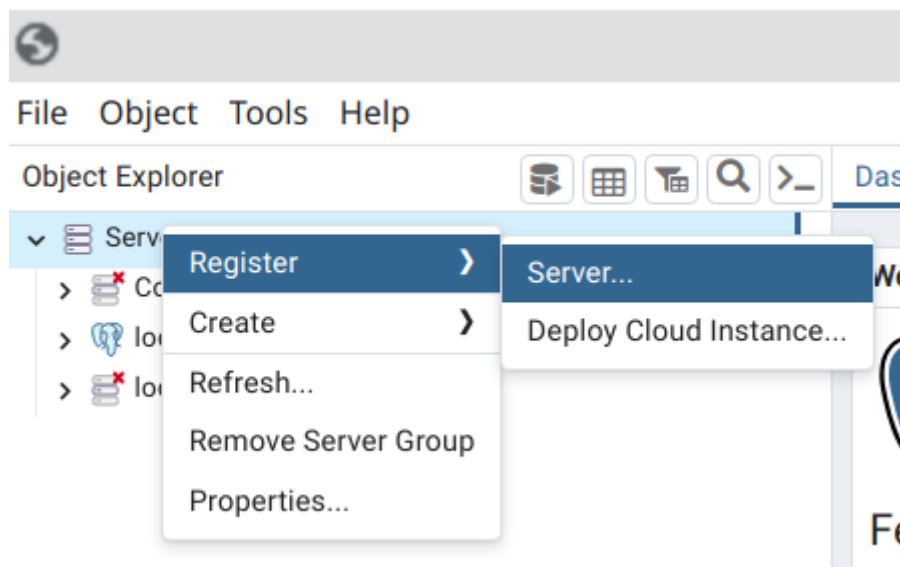 File Object Tools Help
Object Explorer
Register
Server...
Create
Deploy Cloud Instance...
Refresh...
Remove Server Group
Properties...